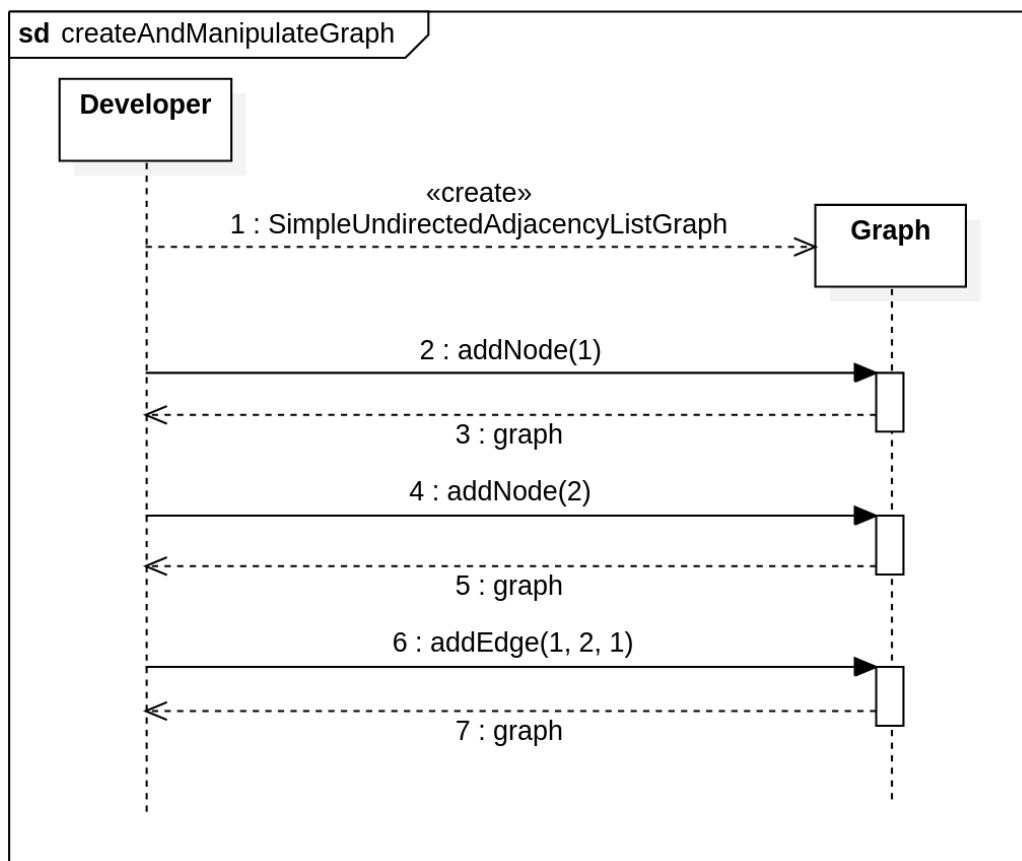 sd createAndManipulateGraph
Developer
«create»
1 : SimpleUndirectedAdjacencyListGraph
Graph
2 : addNode(1)
3 : graph
4 : addNode(2)
5 : graph
6 : addEdge(1, 2, 1)
7 : graph